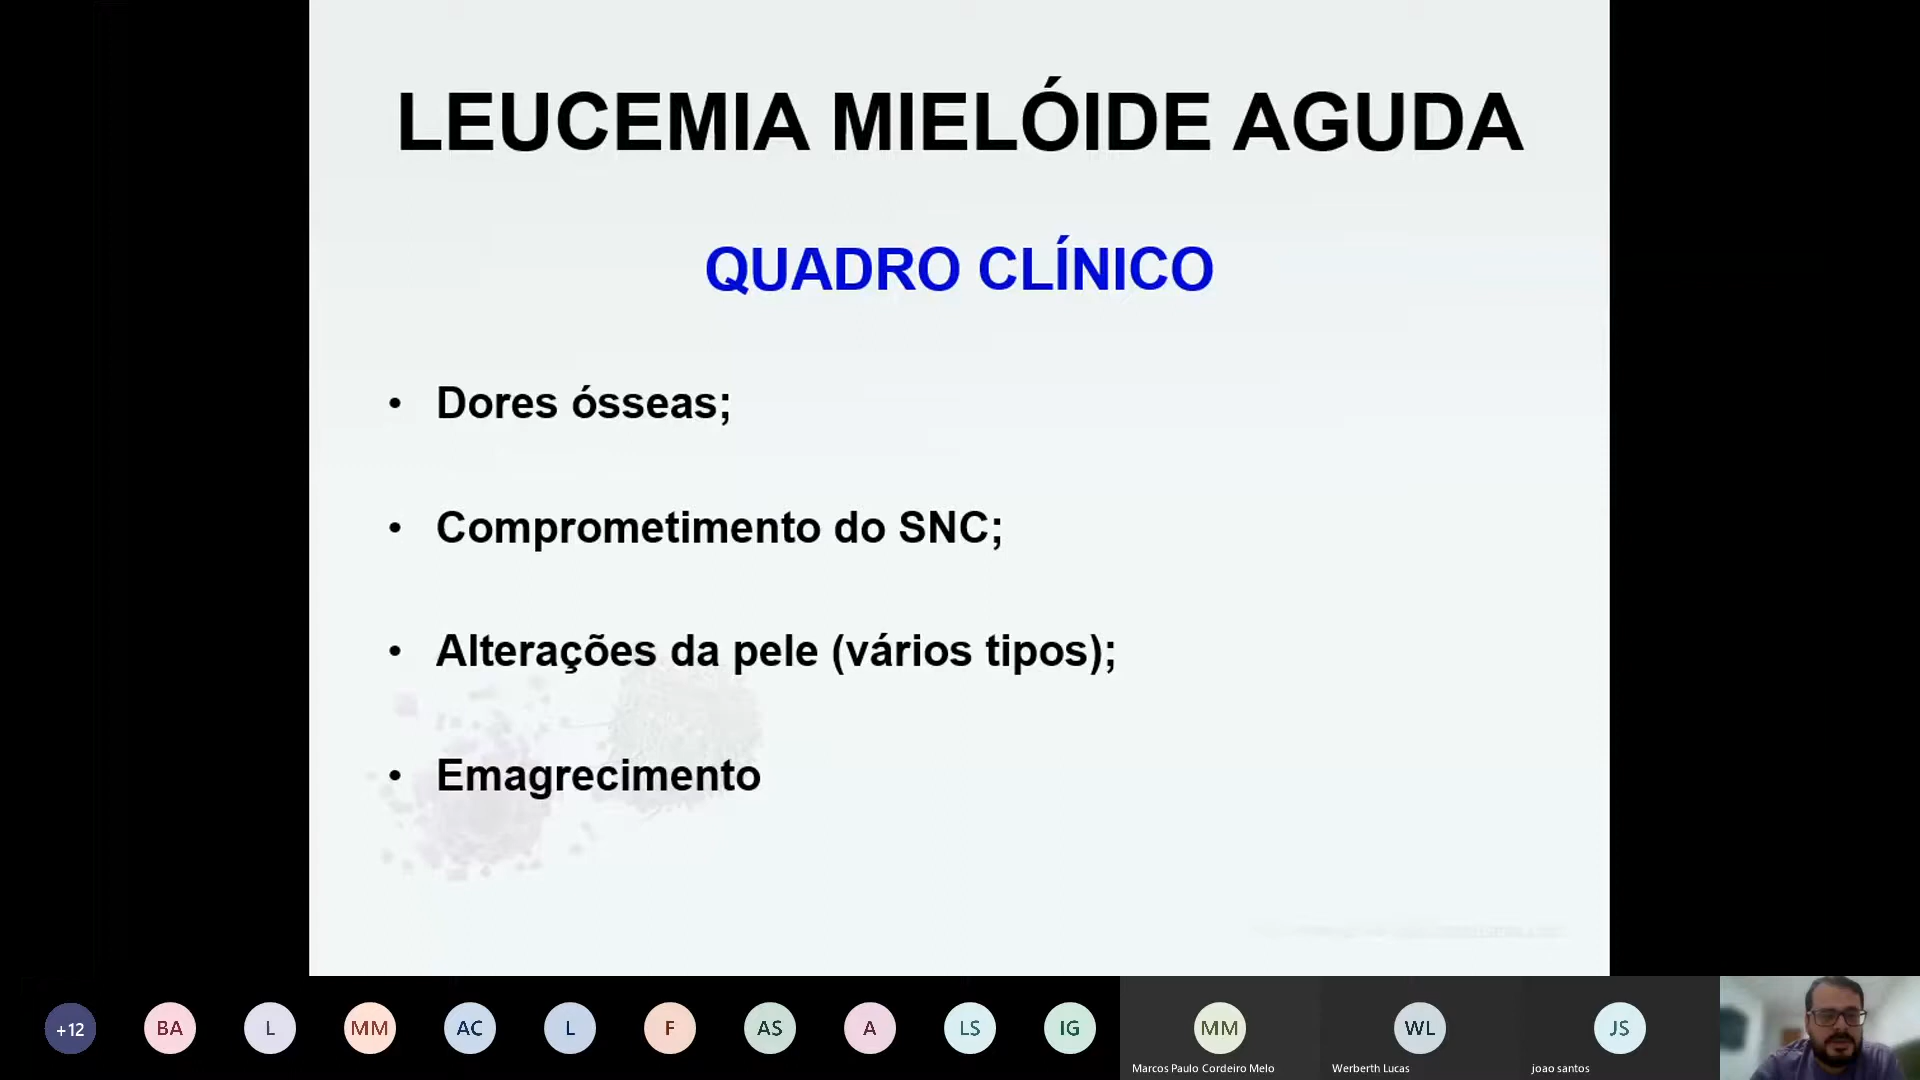 LEUCEMIA MIELÓIDE AGUDA
QUADRO CLÍNICO
• Dores ósseas;
• Comprometimento do SNC;
• Alterações da pele (vários tipos);
• Emagrecimento
+12
BA
L
MM
AC
L
F
AS
A
LS
IG
MM
WL
JS
Marcos Paulo Cordeiro Melo
Werberth Lucas
joao santos